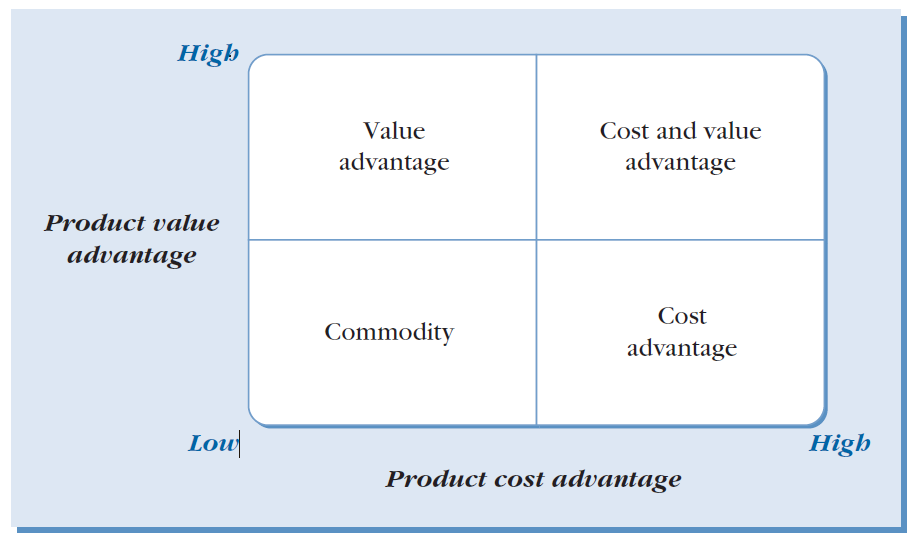 High
Value
advantage
Cost and value
advantage
Product value
advantage
Commodity
Cost
advantage
Low
High
Product cost advantage